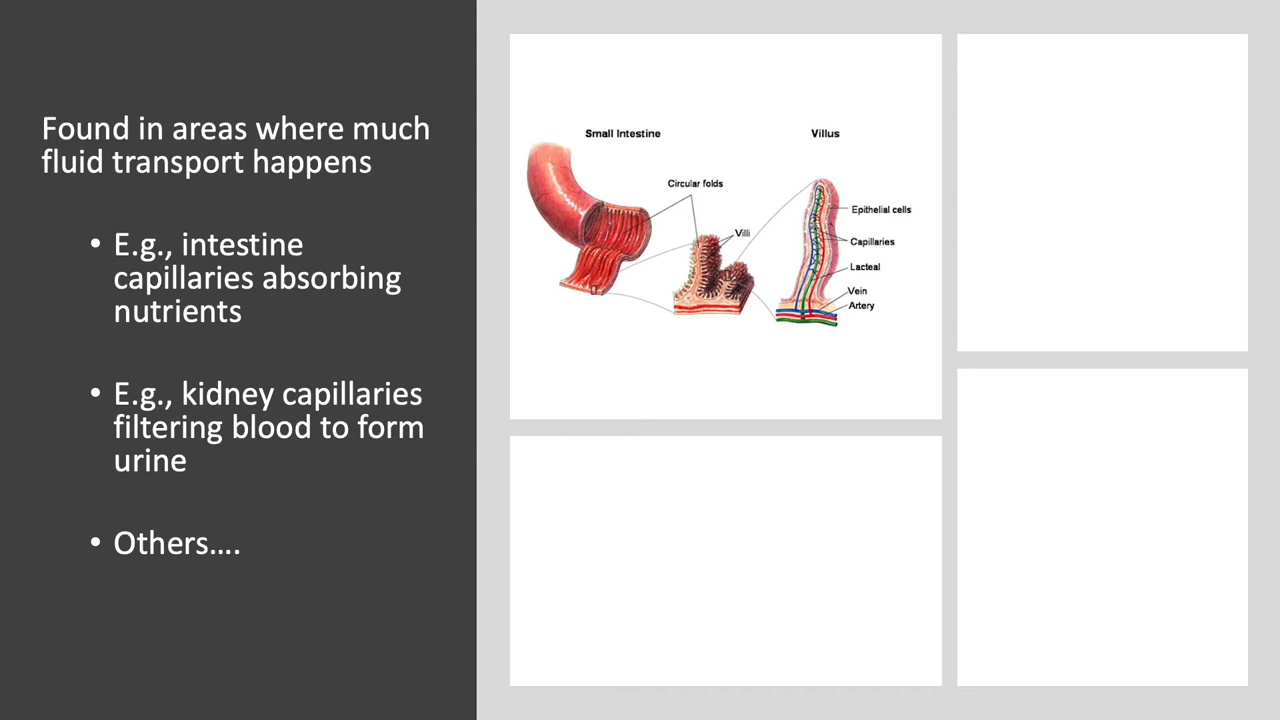 Found in areas where much
fluid transport happens
• E.g., intestine
capillaries absorbing
nutrients
• E.g., kidney capillaries
filtering blood to form
urine
• Others….
Small Intestine
Villus
Circular folds
Villi
Epithelial cells
Capillaries
Lacteal
Vein
Artery